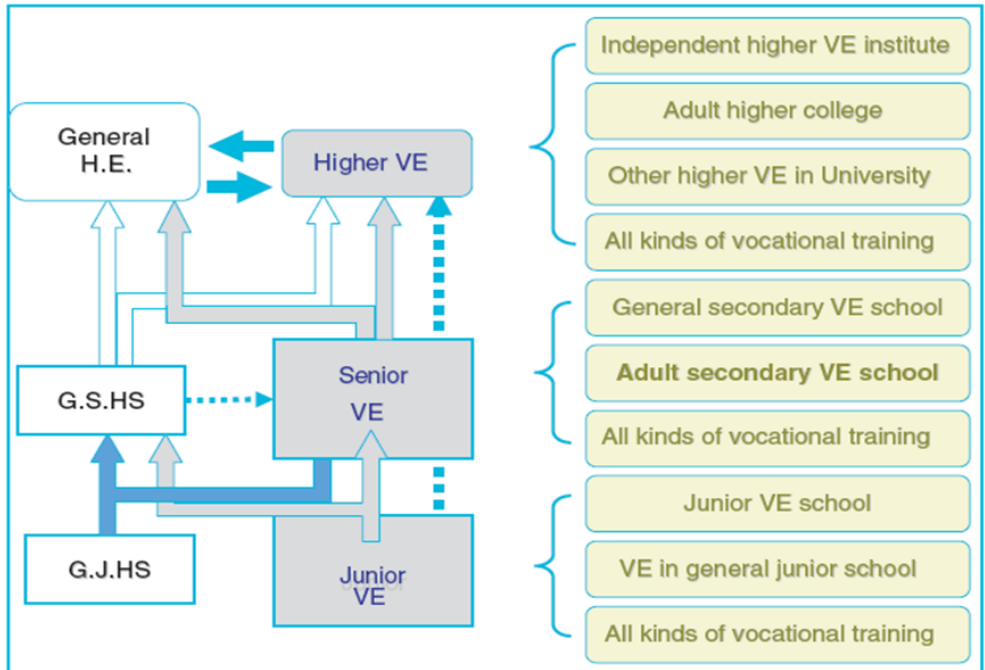 General
H.E.
Higher VE
Senior
VE
G.S.HS
G.J.HS
Junior
VE
Independent higher VE institute
Adult higher college
Other higher VE in University
All kinds of vocational training
General secondary VE school
Adult secondary VE school
All kinds of vocational training
Junior VE school
VE in general junior school
All kinds of vocational training